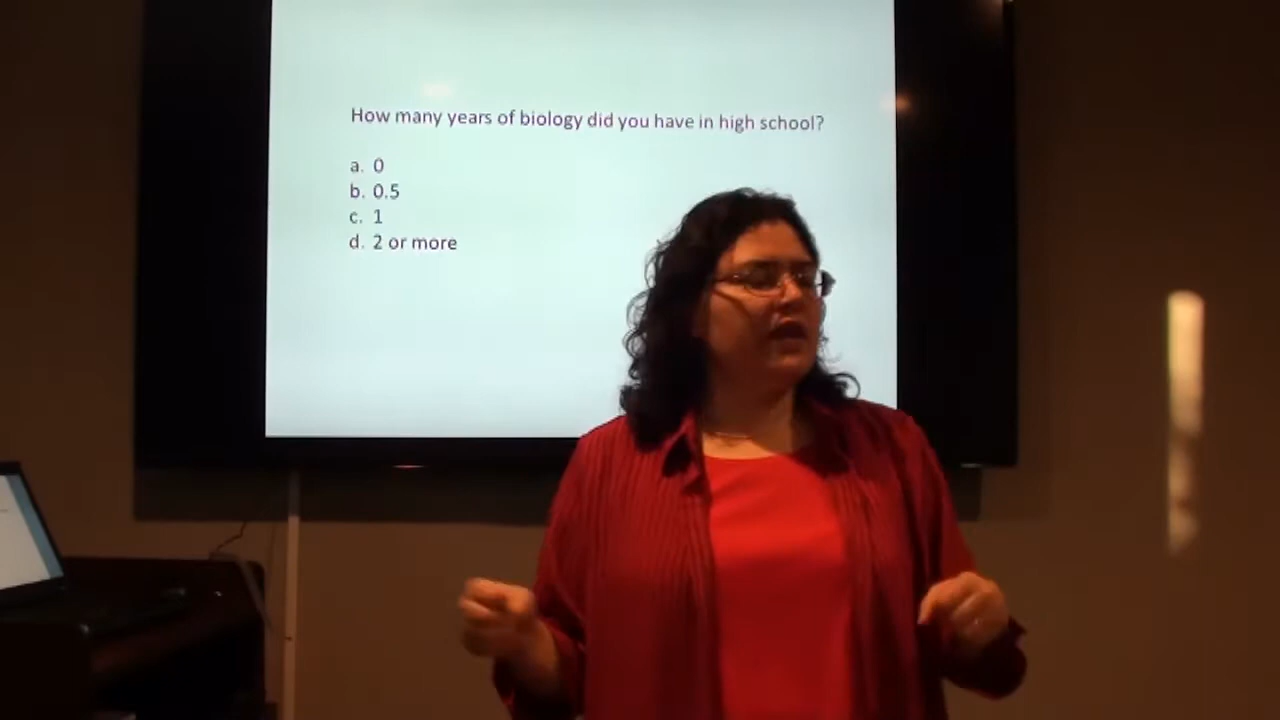 How many years of biology did you have in high school?
a. 0
b. 0.5
c. 1
d. 2 or more